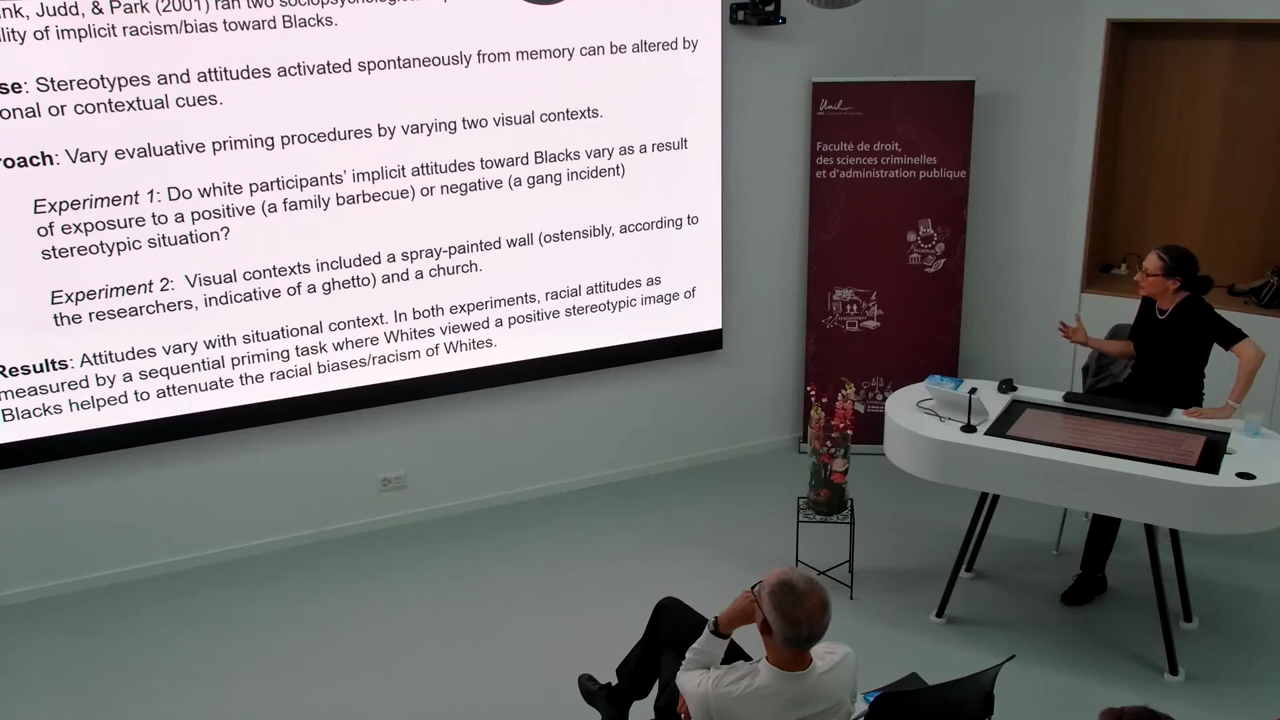 nk, Judd, & Park (2001) ran two sociopsychological
lity of implicit racism/bias toward Blacks.
se: Stereotypes and attitudes activated spontaneously from memory can be altered by
onal or contextual cues.
roach: Vary evaluative priming procedures by varying two visual contexts.
Experiment 1: Do white participants' implicit attitudes toward Blacks vary as a result
of exposure to a positive (a family barbecue) or negative (a gang incident)
stereotypic situation?
Experiment 2: Visual contexts included a spray-painted wall (ostensibly, according to
the researchers, indicative of a ghetto) and a church.
Results: Attitudes vary with situational context. In both experiments, racial attitudes as
measured by a sequential priming task where Whites viewed a positive stereotypic image of
Blacks helped to attenuate the racial biases/racism of Whites.
Unil
Faculté de droit,
des sciences criminelles
et d'administration publique